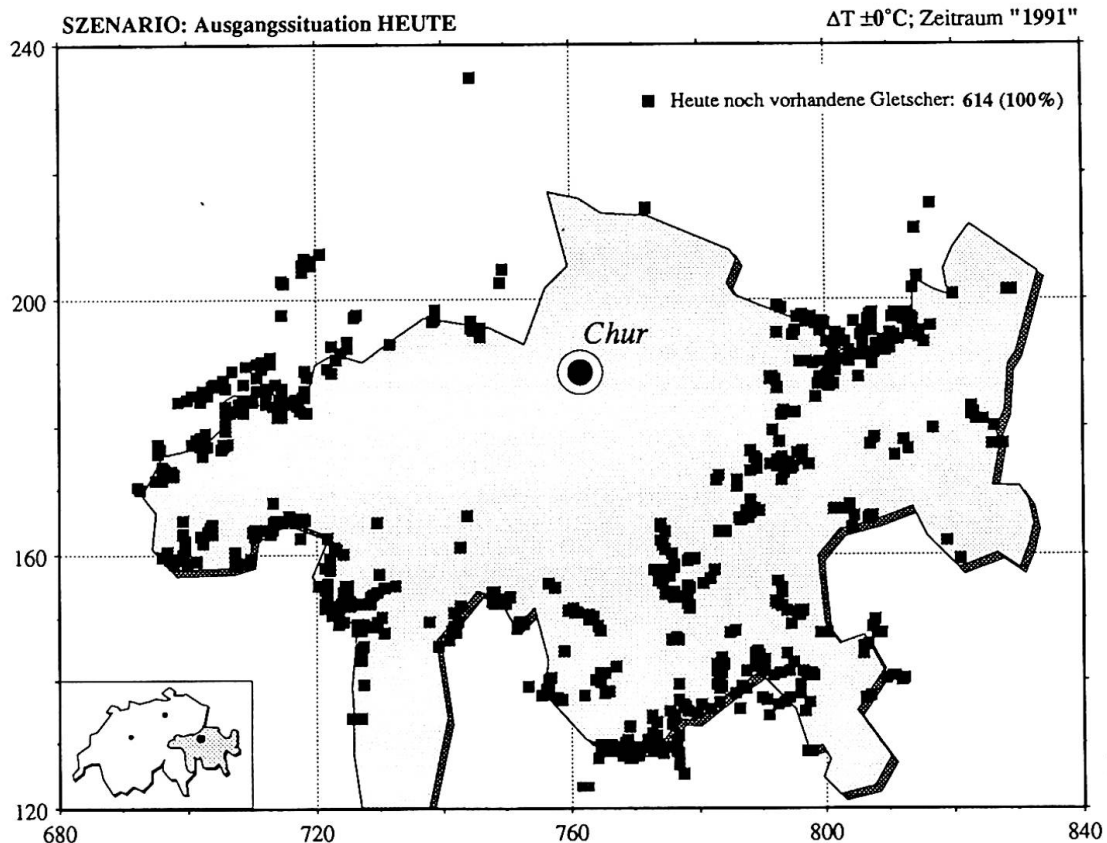 SZENARIO: Ausgangssituation HEUTE
ΔT ±0°C; Zeitraum "1991"
240
■ Heute noch vorhandene Gletscher: 614 (100%)
200
Chur
160
120
680 720 760 800 840